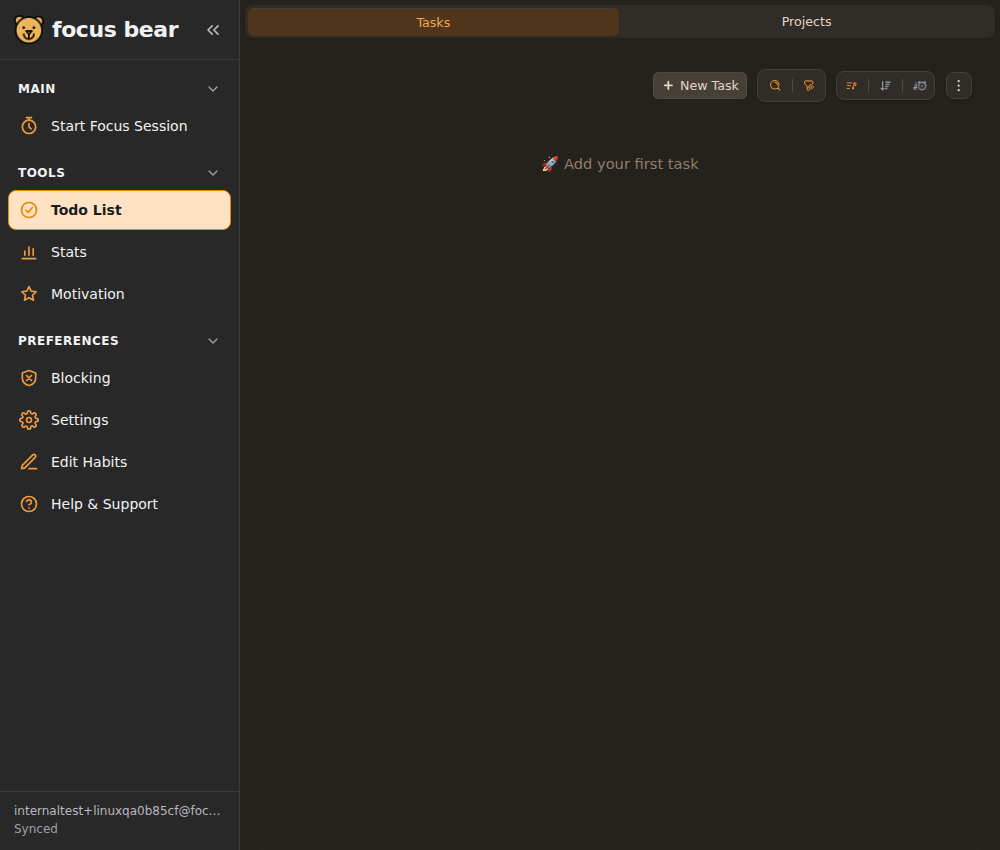 focus bear
MAIN
Start Focus Session
TOOLS
Todo List
Stats
Motivation
PREFERENCES
Blocking
Settings
Edit Habits
Help & Support
internaltest+linuxqa0b85cf@foc...
Synced
Tasks
Projects
New Task
🚀 Add your first task